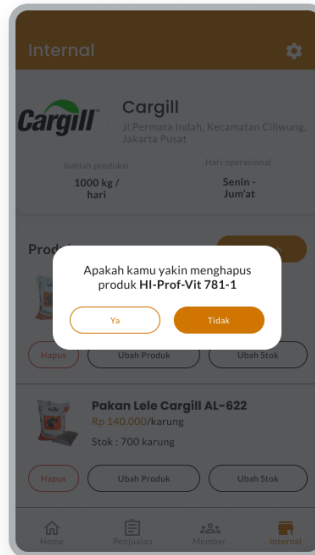 Internal
Cargill
Cargill
Jl.Permata Indah, Kecamatan Ciliwung,
Jakarta Pusat
Jumlah produksi
Hari operasional
1000 kg /
hari
Senin -
Jum'at
Apakah kamu yakin menghapus
produk HI-Prof-Vit 781-1
Ya
Tidak
Hapus
Ubah Produk
Ubah Stok
Pakan Lele Cargill AL-622
Rp 140.000/karung
Stok : 700 karung
Hapus
Ubah Produk
Ubah Stok
Home
Penjualan
Member
Internal